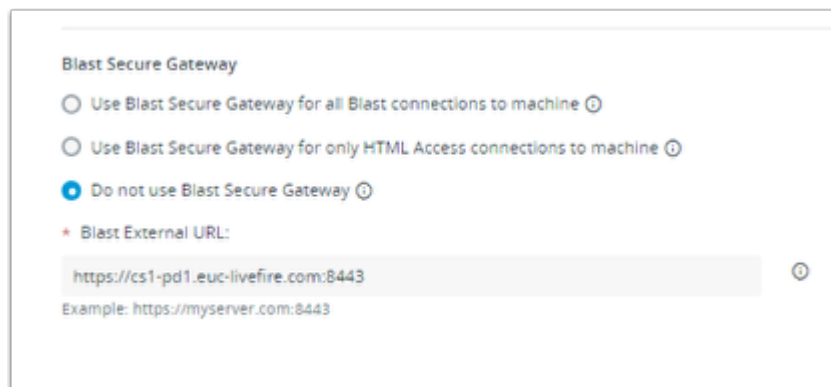 Blast Secure Gateway
Use Blast Secure Gateway for all Blast connections to machine
Use Blast Secure Gateway for only HTML Access connections to machine
Do not use Blast Secure Gateway
* Blast External URL:
https://cs1-pd1.euc-livefire.com:8443
Example: https://myserver.com:8443